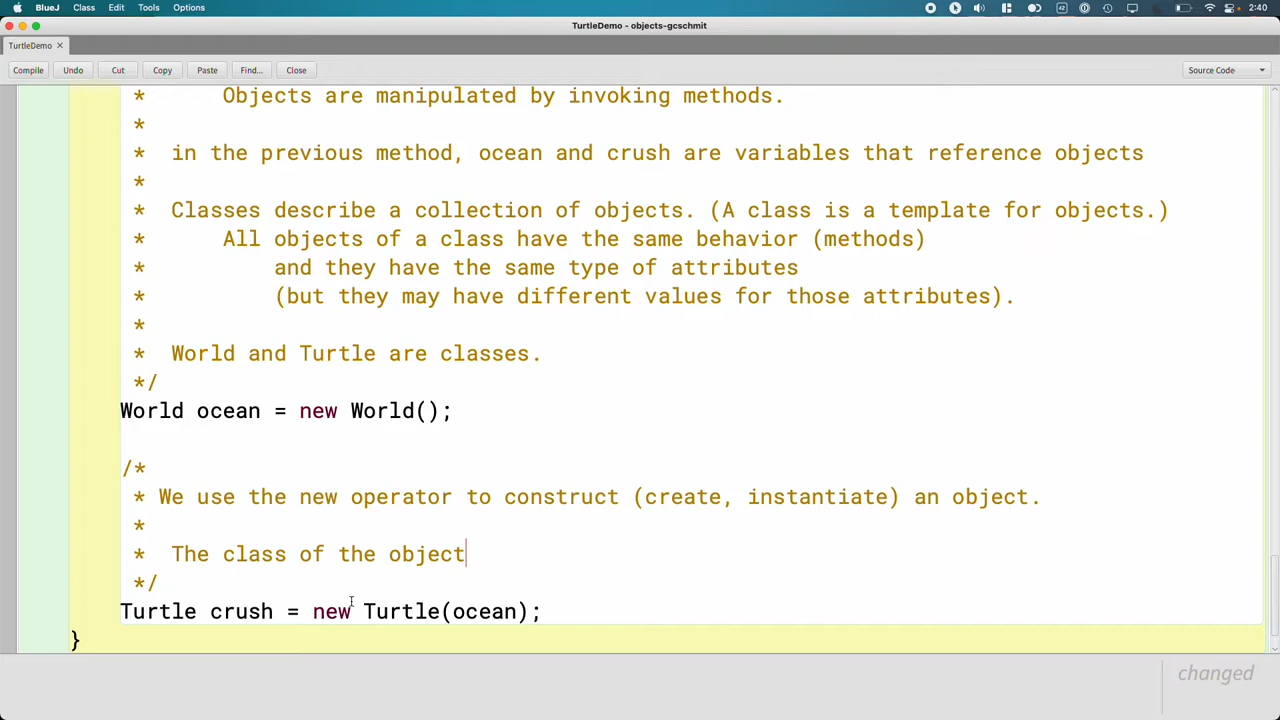 BlueJ Class Edit Tools Options 2:40
TurtleDemo - objects-gcschmit
TurtleDemo ×
Compile Undo Cut Copy Paste Find... Close Source Code
* Objects are manipulated by invoking methods.
*
* in the previous method, ocean and crush are variables that reference objects
*
* Classes describe a collection of objects. (A class is a template for objects.)
* All objects of a class have the same behavior (methods)
* and they have the same type of attributes
* (but they may have different values for those attributes).
*
* World and Turtle are classes.
*/
World ocean = new World();
/*
* We use the new operator to construct (create, instantiate) an object.
*
* The class of the object
*/
Turtle crush = new Turtle(ocean);
}
changed